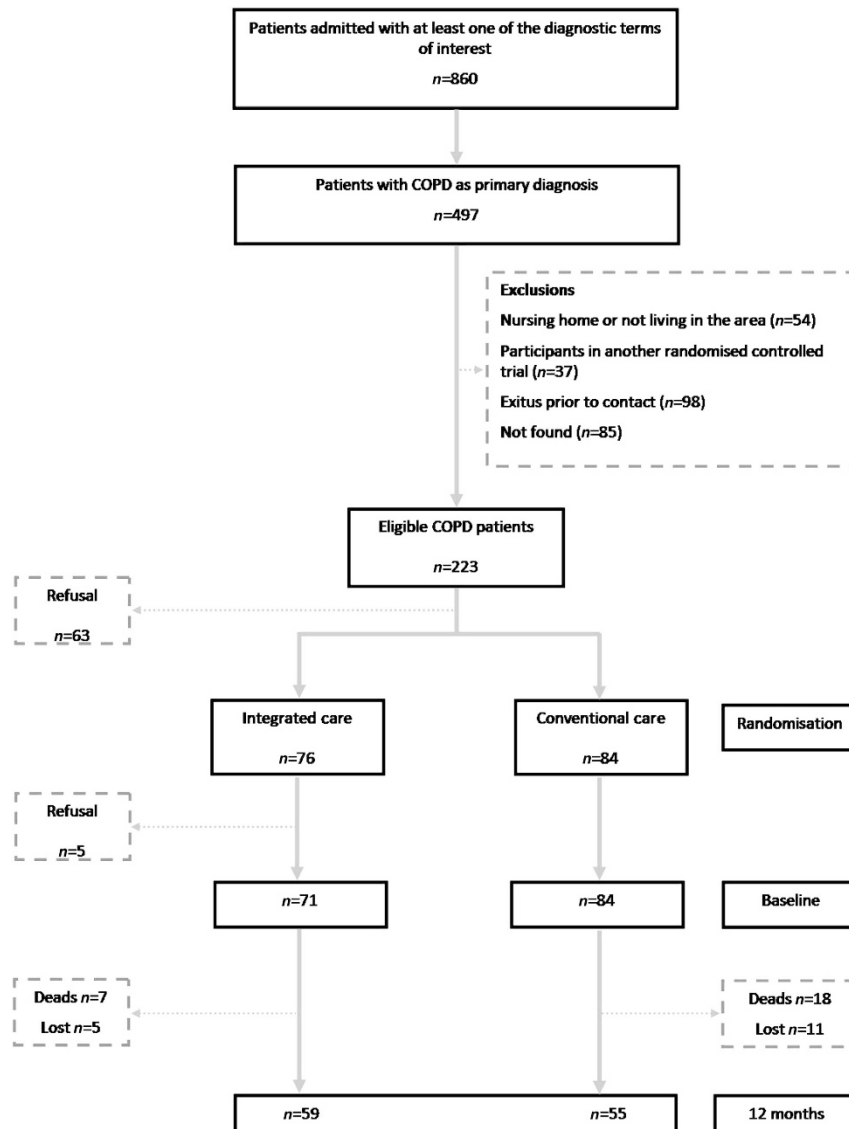 Patients admitted with at least one of the diagnostic terms
of interest
n=860
Patients with COPD as primary diagnosis
n=497
Exclusions
Nursing home or not living in the area (n=54)
Participants in another randomised controlled
trial (n=37)
Exitus prior to contact (n=98)
Not found (n=85)
Eligible COPD patients
n=223
Refusal
n=63
Integrated care
n=76
Conventional care
n=84
Randomisation
Refusal
n=5
n=71
n=84
Baseline
Deads n=7
Lost n=5
Deads n=18
Lost n=11
n=59
n=55
12 months